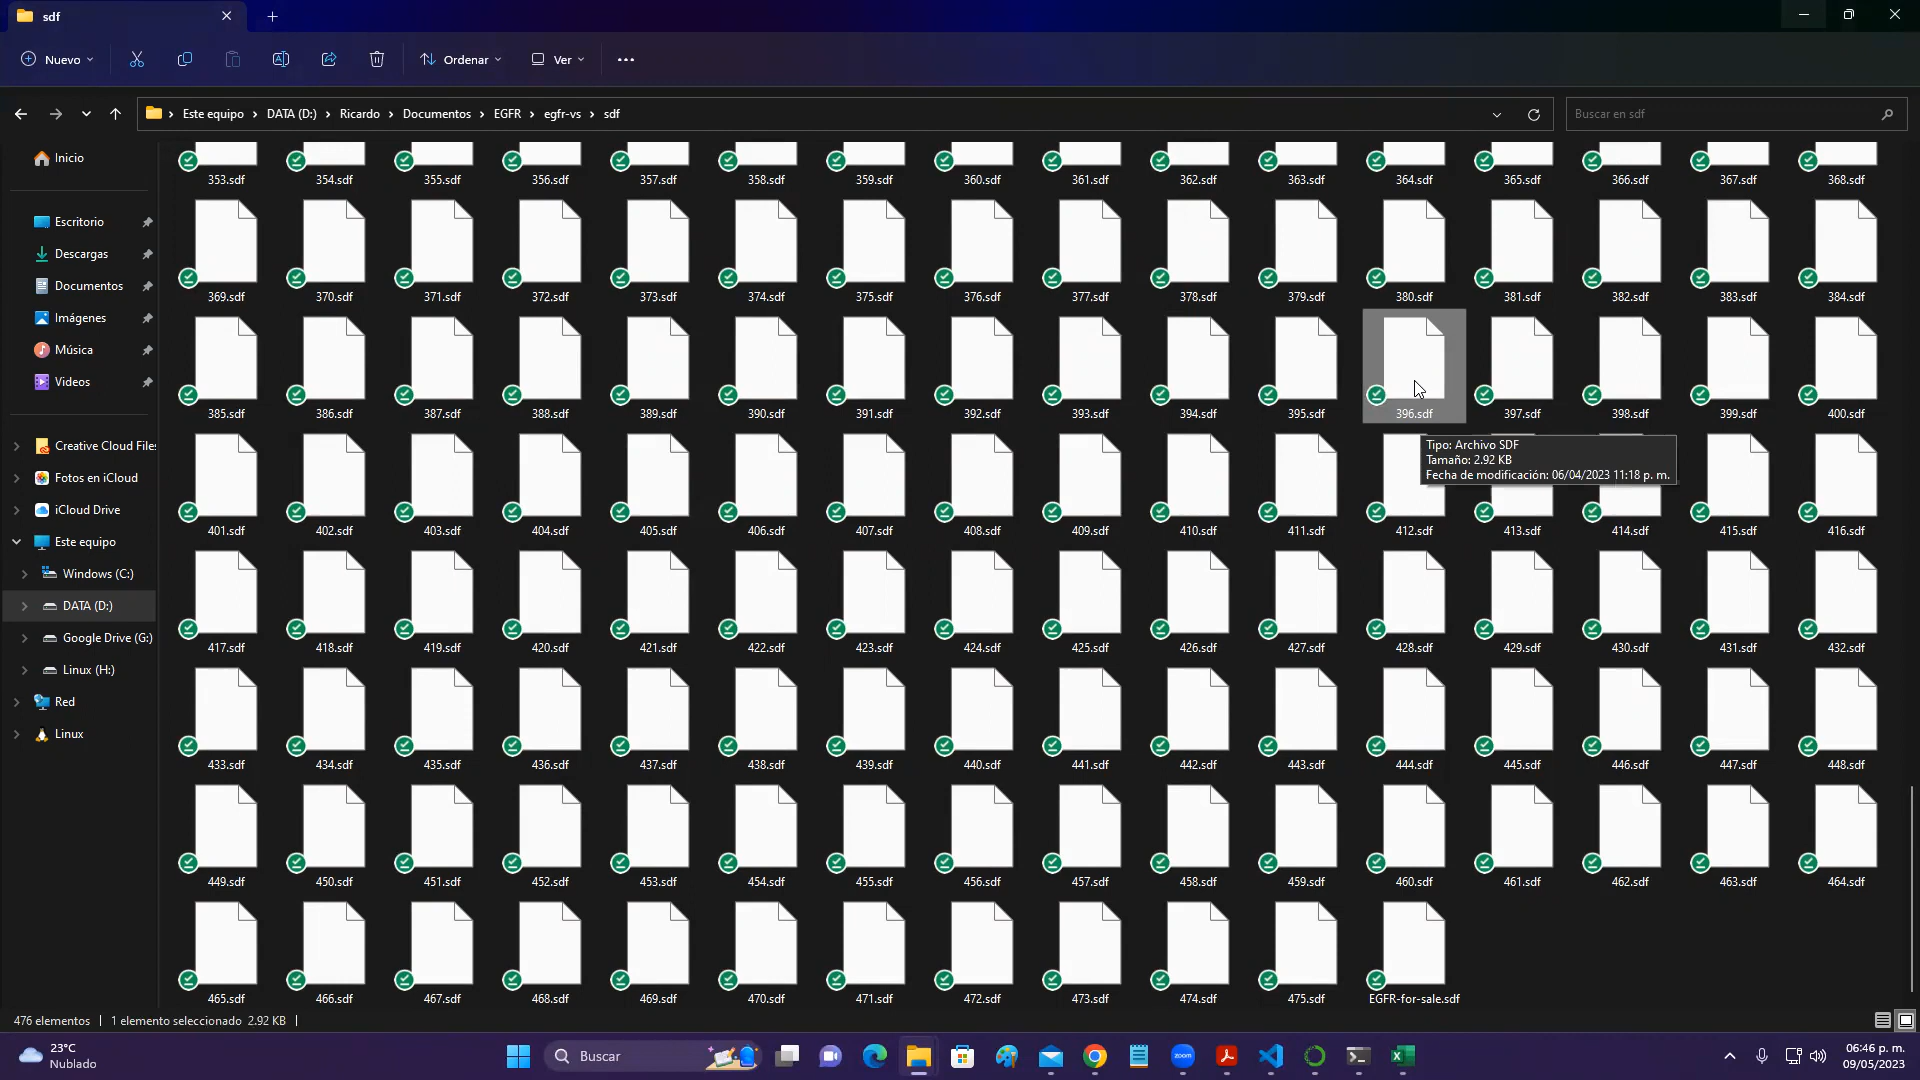 sdf
Nuevo
Ordenar
Ver
Este equipo
DATA (D:)
Ricardo
Documentos
EGFR
egfr-vs
sdf
Buscar en sdf
Inicio
Escritorio
Descargas
Documentos
Imágenes
Música
Videos
Creative Cloud Files
Fotos en iCloud
iCloud Drive
Este equipo
Windows (C:)
DATA (D:)
Google Drive (G:)
Linux (H:)
Red
Linux
353.sdf 354.sdf 355.sdf 356.sdf 357.sdf 358.sdf 359.sdf 360.sdf 361.sdf 362.sdf 363.sdf 364.sdf 365.sdf 366.sdf 367.sdf 368.sdf
369.sdf 370.sdf 371.sdf 372.sdf 373.sdf 374.sdf 375.sdf 376.sdf 377.sdf 378.sdf 379.sdf 380.sdf 381.sdf 382.sdf 383.sdf 384.sdf
385.sdf 386.sdf 387.sdf 388.sdf 389.sdf 390.sdf 391.sdf 392.sdf 393.sdf 394.sdf 395.sdf 396.sdf 397.sdf 398.sdf 399.sdf 400.sdf
Tipo: Archivo SDF
Tamaño: 2.92 KB
Fecha de modificación: 06/04/2023 11:18 p. m.
401.sdf 402.sdf 403.sdf 404.sdf 405.sdf 406.sdf 407.sdf 408.sdf 409.sdf 410.sdf 411.sdf 412.sdf 413.sdf 414.sdf 415.sdf 416.sdf
417.sdf 418.sdf 419.sdf 420.sdf 421.sdf 422.sdf 423.sdf 424.sdf 425.sdf 426.sdf 427.sdf 428.sdf 429.sdf 430.sdf 431.sdf 432.sdf
433.sdf 434.sdf 435.sdf 436.sdf 437.sdf 438.sdf 439.sdf 440.sdf 441.sdf 442.sdf 443.sdf 444.sdf 445.sdf 446.sdf 447.sdf 448.sdf
449.sdf 450.sdf 451.sdf 452.sdf 453.sdf 454.sdf 455.sdf 456.sdf 457.sdf 458.sdf 459.sdf 460.sdf 461.sdf 462.sdf 463.sdf 464.sdf
465.sdf 466.sdf 467.sdf 468.sdf 469.sdf 470.sdf 471.sdf 472.sdf 473.sdf 474.sdf 475.sdf EGFR-for-sale.sdf
476 elementos | 1 elemento seleccionado 2.92 KB |
23°C
Nublado
Buscar
zoom
06:46 p. m.
09/05/2023